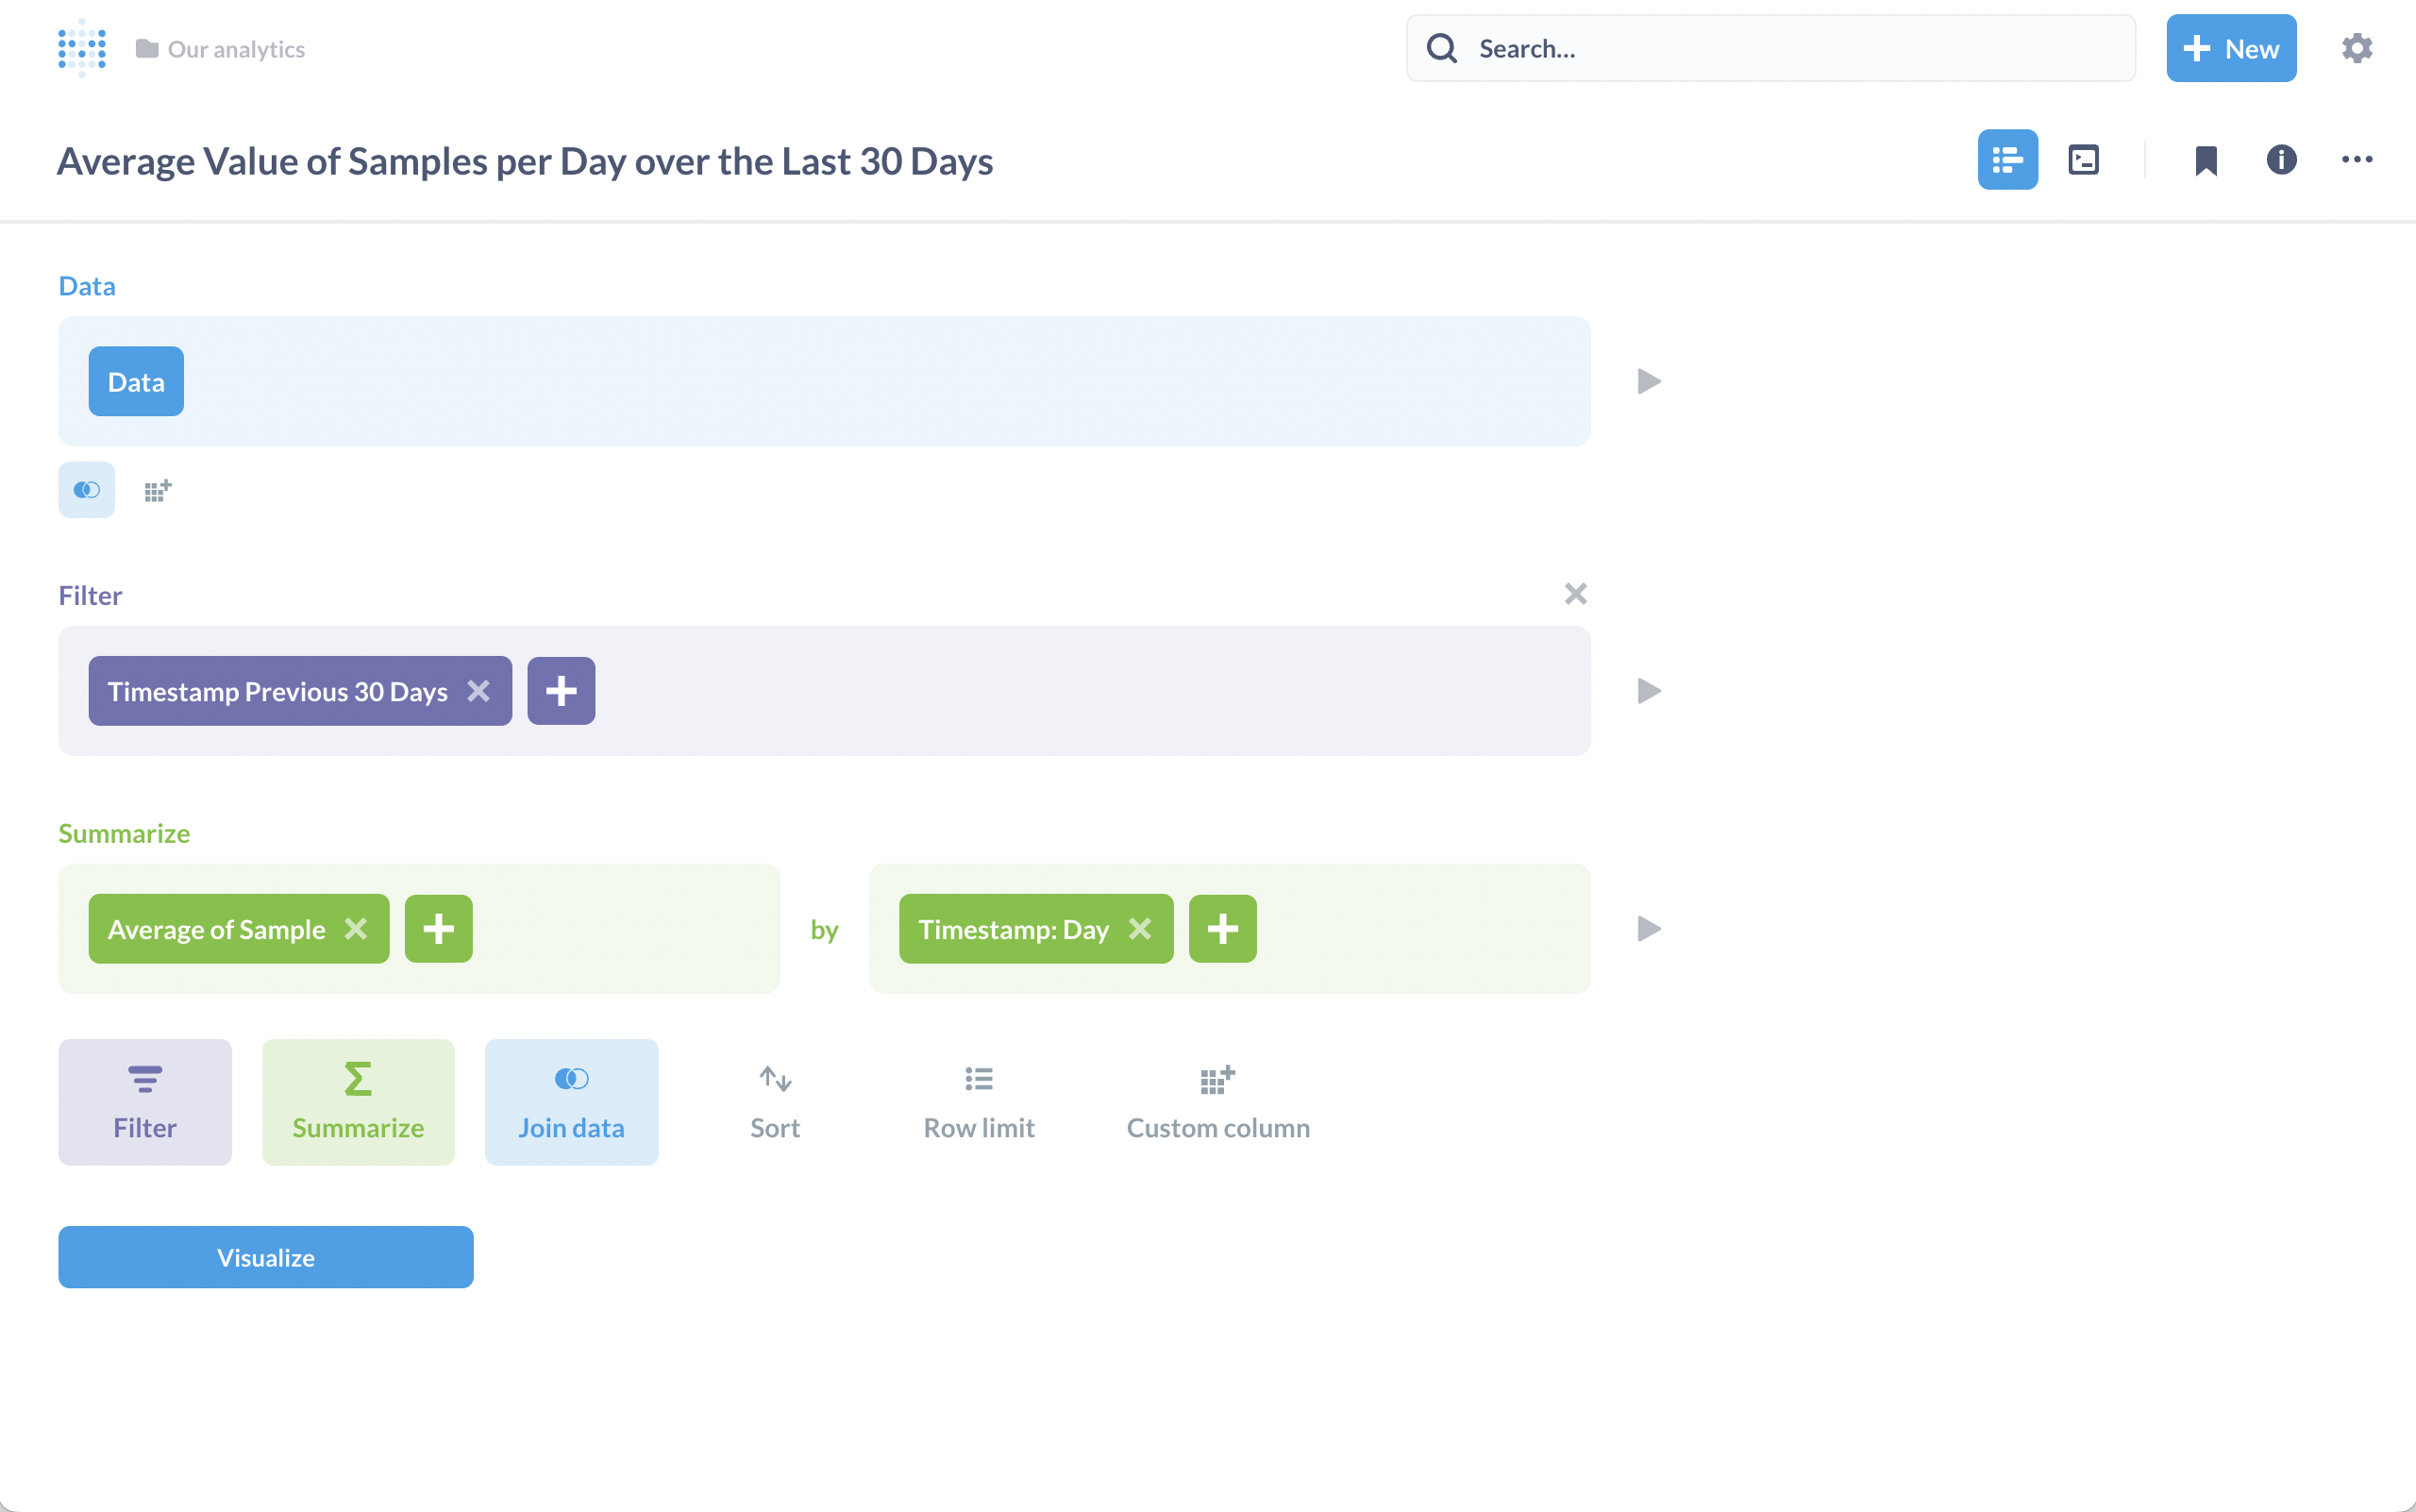 Our analytics
Search...
New
Average Value of Samples per Day over the Last 30 Days
Data
Data
Filter
Timestamp Previous 30 Days
Summarize
Average of Sample
by
Timestamp: Day
Filter
Summarize
Join data
Sort
Row limit
Custom column
Visualize